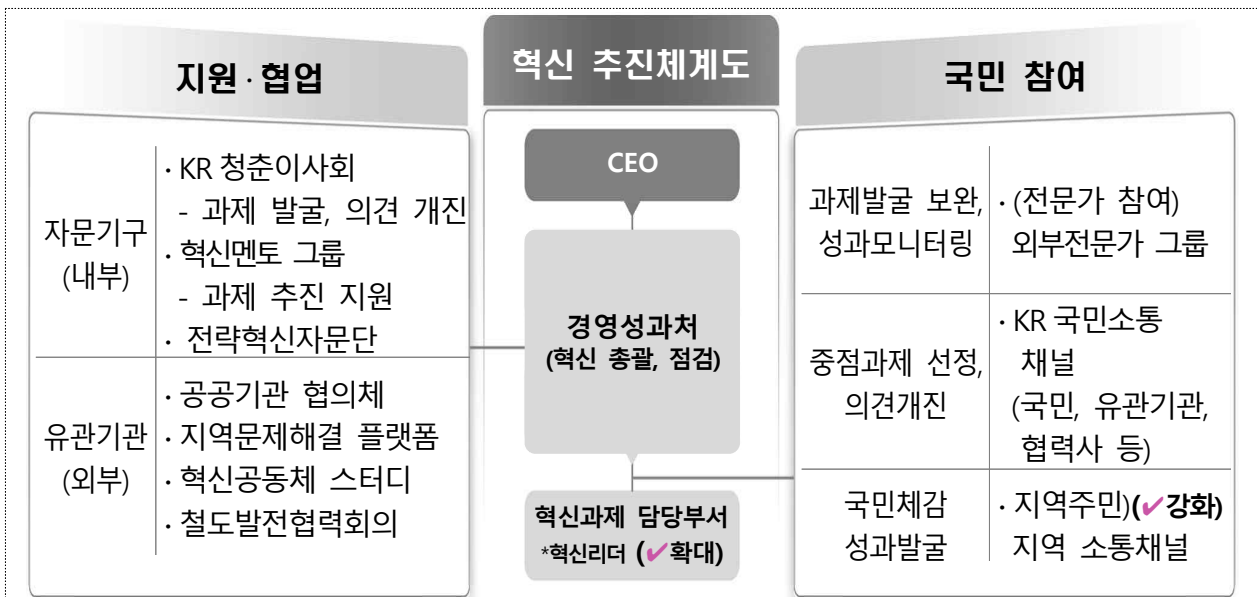 지원·협업
혁신 추진체계도
국민 참여
자문기구
(내부)
· KR 청춘이사회
- 과제 발굴, 의견 개진
· 혁신멘토 그룹
- 과제 추진 지원
· 전략혁신자문단
유관기관
(외부)
· 공공기관 협의체
· 지역문제해결 플랫폼
· 혁신공동체 스터디
· 철도발전협력회의
CEO
경영성과처
(혁신 총괄, 점검)
혁신과제 담당부서
*혁신리더 (✔확대)
과제발굴 보완,
성과모니터링
· (전문가 참여)
외부전문가 그룹
중점과제 선정,
의견개진
· KR 국민소통
채널
(국민, 유관기관,
협력사 등)
국민체감
성과발굴
· 지역주민)(✔강화)
지역 소통채널